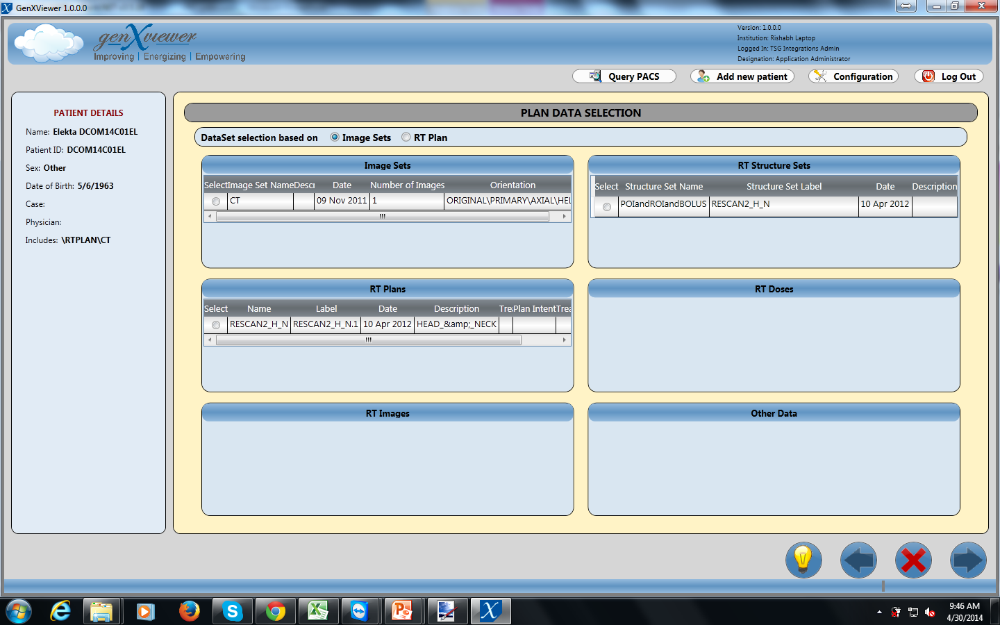 GenXViewer 1.0.0.0
genXviewer
Improving | Energizing | Empowering
Version: 1.0.0.0
Institution: Rishabh Laptop
Logged In: TSG Integrations Admin
Designation: Application Administrator
Query PACS
Add new patient
Configuration
Log Out
PATIENT DETAILS
Name: Elekta DCOM14C01EL
Patient ID: DCOM14C01EL
Sex: Other
Date of Birth: 5/6/1963
Case:
Physician:
Includes: \RTPLAN\CT
PLAN DATA SELECTION
DataSet selection based on Image Sets RT Plan
Image Sets
Select Image Set Name Descr Date Number of Images Orientation
CT 09 Nov 2011 1 ORIGINAL\PRIMARY\AXIAL\HEL
RT Structure Sets
Select Structure Set Name Structure Set Label Date Description
POIandROIandBOLUS RESCAN2_H_N 10 Apr 2012
RT Plans
Select Name Label Date Description Tre Plan Intent Trea
RESCAN2_H_N RESCAN2_H_N.1 10 Apr 2012 HEAD_&amp;_NECK
RT Doses
RT Images
Other Data
9:46 AM
4/30/2014